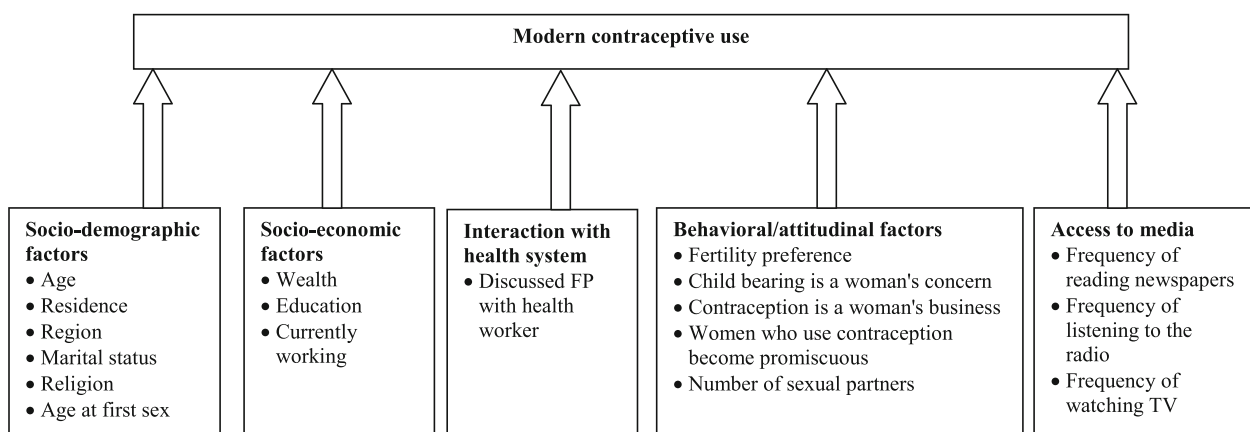 Modern contraceptive use
Socio-demographic
factors
• Age
• Residence
• Region
• Marital status
• Religion
• Age at first sex
Socio-economic
factors
• Wealth
• Education
• Currently
working
Interaction with
health system
• Discussed FP
with health
worker
Behavioral/attitudinal factors
• Fertility preference
• Child bearing is a woman's concern
• Contraception is a woman's business
• Women who use contraception
become promiscuous
• Number of sexual partners
Access to media
• Frequency of
reading newspapers
• Frequency of
listening to the
radio
• Frequency of
watching TV